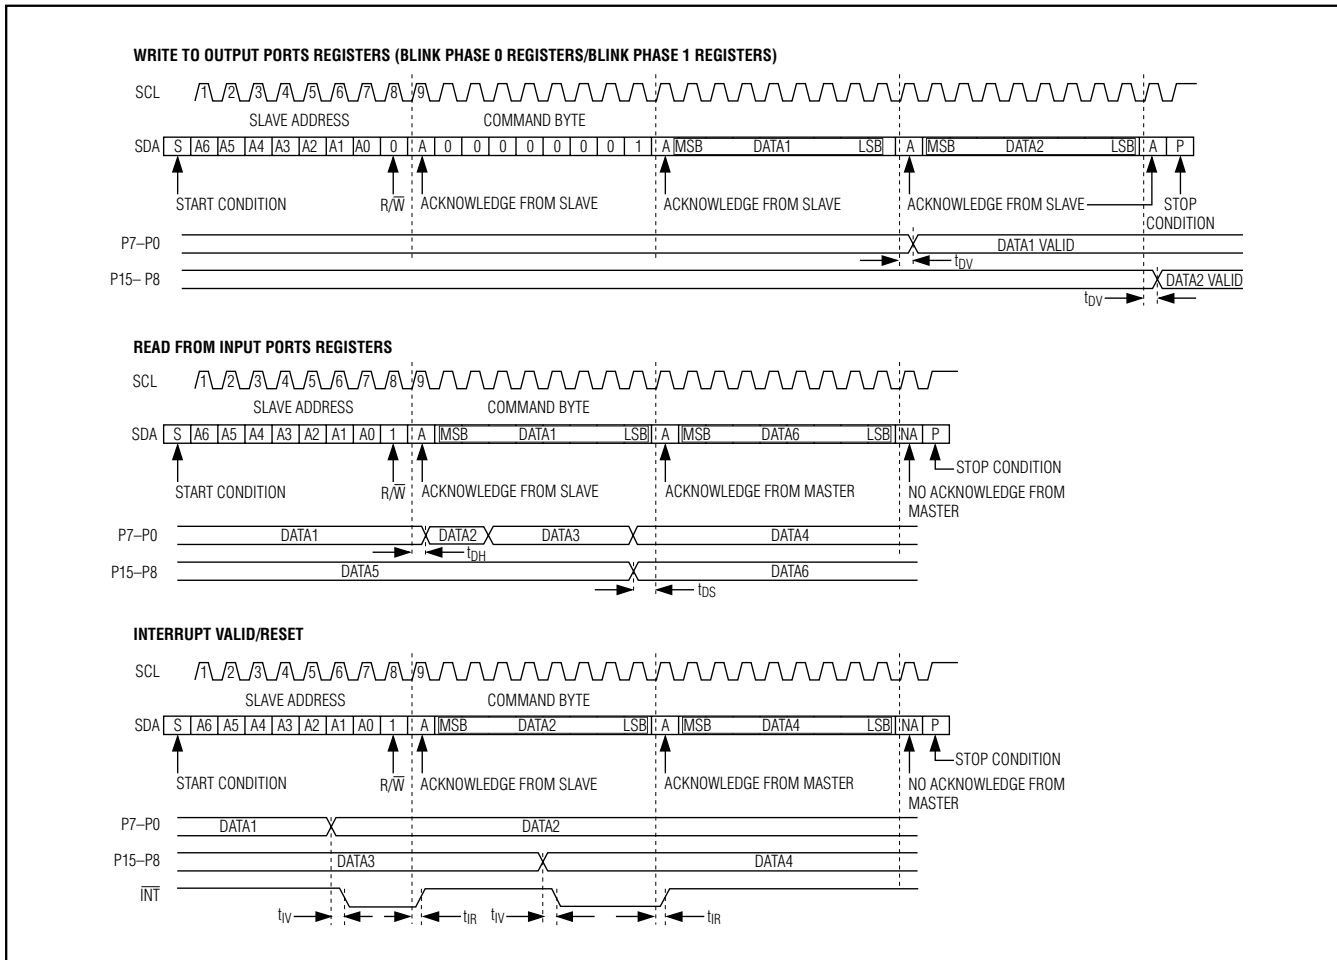 WRITE TO OUTPUT PORTS REGISTERS (BLINK PHASE 0 REGISTERS/BLINK PHASE 1 REGISTERS)
SCL 1 2 3 4 5 6 7 8 9
SLAVE ADDRESS COMMAND BYTE
SDA S A6 A5 A4 A3 A2 A1 A0 0 A 0 0 0 0 0 0 0 1 A MSB DATA1 LSB A MSB DATA2 LSB A P
START CONDITION R/W ACKNOWLEDGE FROM SLAVE ACKNOWLEDGE FROM SLAVE ACKNOWLEDGE FROM SLAVE STOP
CONDITION
P7–P0 DATA1 VALID
tDV
P15– P8 DATA2 VALID
tDV
READ FROM INPUT PORTS REGISTERS
SCL 1 2 3 4 5 6 7 8 9
SLAVE ADDRESS COMMAND BYTE
SDA S A6 A5 A4 A3 A2 A1 A0 1 A MSB DATA1 LSB A MSB DATA6 LSB NA P
STOP CONDITION
START CONDITION R/W ACKNOWLEDGE FROM SLAVE ACKNOWLEDGE FROM MASTER NO ACKNOWLEDGE FROM
MASTER
P7–P0 DATA1 DATA2 DATA3 DATA4
tDH
P15–P8 DATA5 DATA6
tDS
INTERRUPT VALID/RESET
SCL 1 2 3 4 5 6 7 8 9
SLAVE ADDRESS COMMAND BYTE
SDA S A6 A5 A4 A3 A2 A1 A0 1 A MSB DATA2 LSB A MSB DATA4 LSB NA P
STOP CONDITION
START CONDITION R/W ACKNOWLEDGE FROM SLAVE ACKNOWLEDGE FROM MASTER NO ACKNOWLEDGE FROM
MASTER
P7–P0 DATA1 DATA2
P15–P8 DATA3 DATA4
INT
tIV tIR tIV tIR